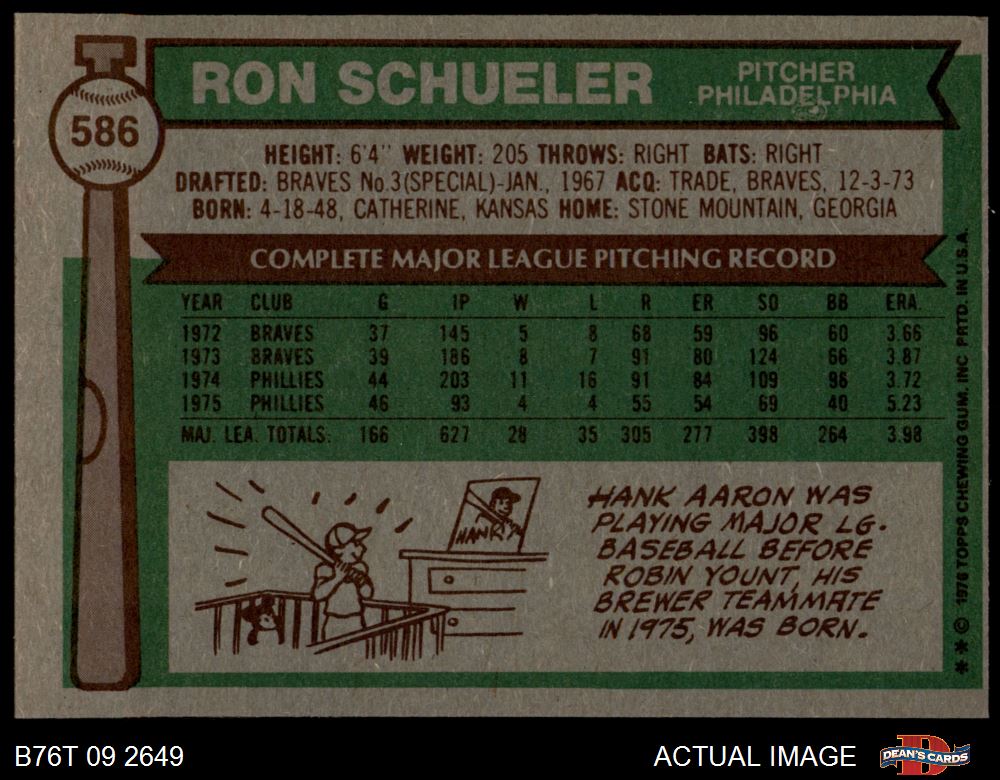 586
RON SCHUELER
PITCHER
PHILADELPHIA
HEIGHT: 6'4" WEIGHT: 205 THROWS: RIGHT BATS: RIGHT
DRAFTED: BRAVES No.3(SPECIAL)-JAN., 1967 ACQ: TRADE, BRAVES, 12-3-73
BORN: 4-18-48, CATHERINE, KANSAS HOME: STONE MOUNTAIN, GEORGIA
COMPLETE MAJOR LEAGUE PITCHING RECORD
YEAR CLUB G IP W L R ER SO BB ERA.
1972 BRAVES 37 145 5 8 68 59 96 60 3.66
1973 BRAVES 39 186 8 7 91 80 124 66 3.87
1974 PHILLIES 44 203 11 16 91 84 109 98 3.72
1975 PHILLIES 46 93 4 4 55 54 69 40 5.23
MAJ. LEA. TOTALS: 166 627 28 35 305 277 398 264 3.98
HANK
HANK AARON WAS
PLAYING MAJOR LG.
BASEBALL BEFORE
ROBIN YOUNT, HIS
BREWER TEAMMATE
IN 1975, WAS BORN.
** © 1976 TOPPS CHEWING GUM, INC PRTD. IN U.S.A.
B76T 09 2649
ACTUAL IMAGE
DEAN'S CARDS